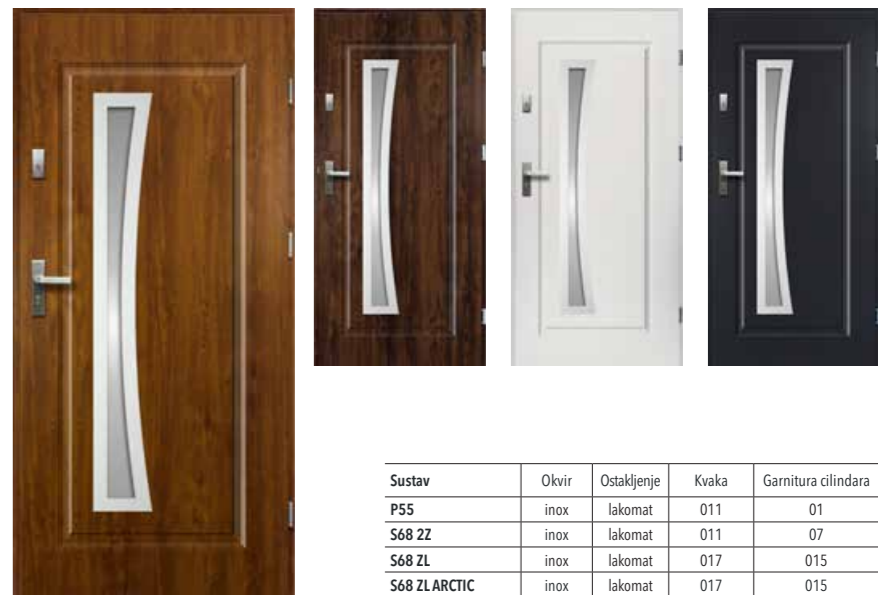 Sustav Okvir Ostakljenje Kvaka Garnitura cilindara
P55 inox lakomat 011 01
S68 2Z inox lakomat 011 07
S68 ZL inox lakomat 017 015
S68 ZL ARCTIC inox lakomat 017 015